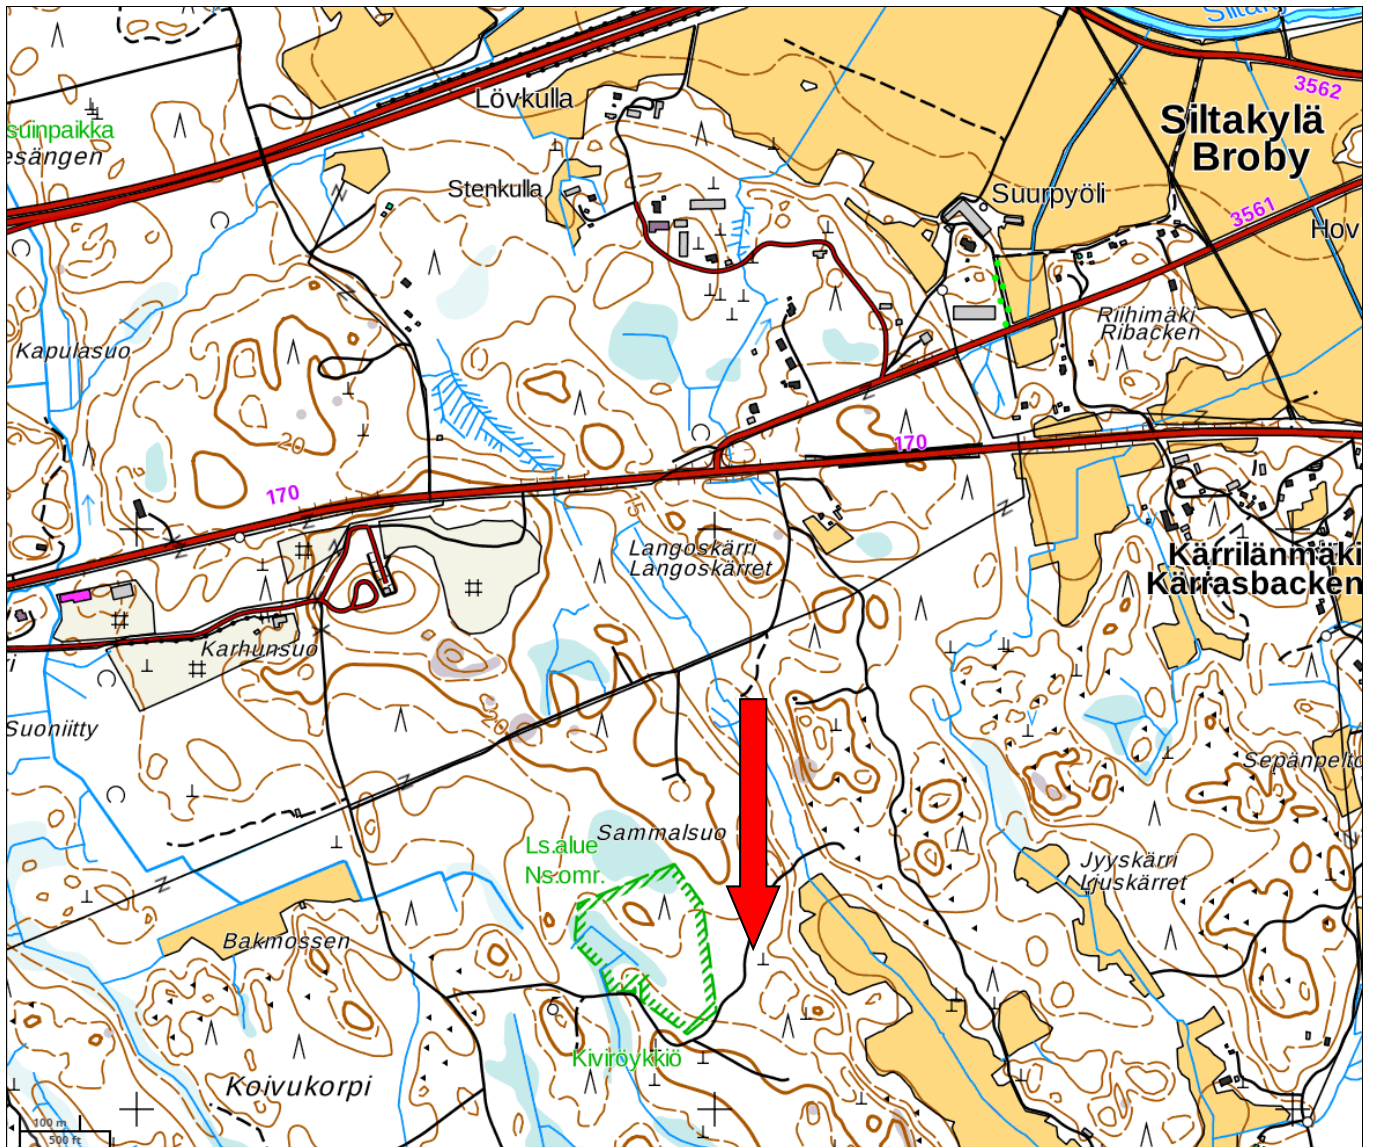 Lövkulla
3562
Siltakylä
Broby
suinpaikka
esängen
Stenkulla
Suurpyöli
3561
Hov
Riihimäki
Ribacken
Kapulasuo
20
170
170
15
Langoskärri
Langoskärret
Kärrilänmäki
Kärrasbacken
Karhunsuo
ri
Suoniitty
20
Sepänpelto
Sammalsuo
Ls.alue
Ns.omr.
Jyyskärri
Ljuskärret
Bakmossen
Kiviröykkiö
Koivukorpi
100 m
500 ft